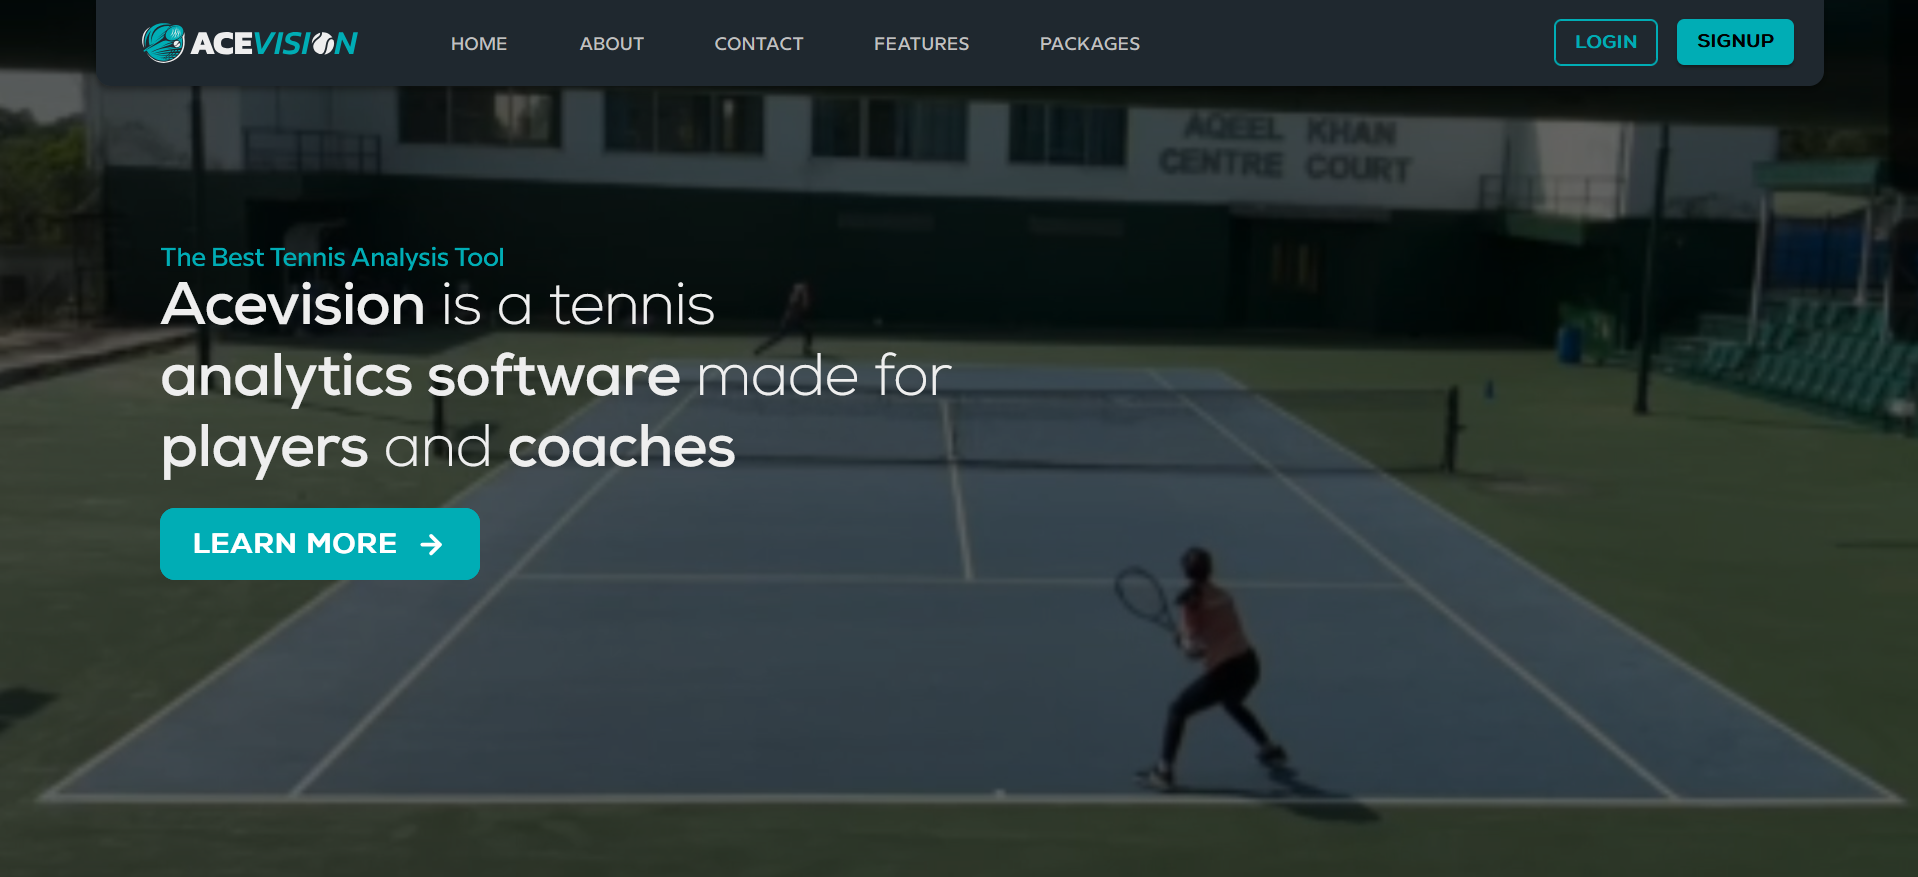 ACEVISION
HOME ABOUT CONTACT FEATURES PACKAGES
LOGIN SIGNUP
AQEEL KHAN
CENTRE COURT
The Best Tennis Analysis Tool
Acevision is a tennis
analytics software made for
players and coaches
LEARN MORE →